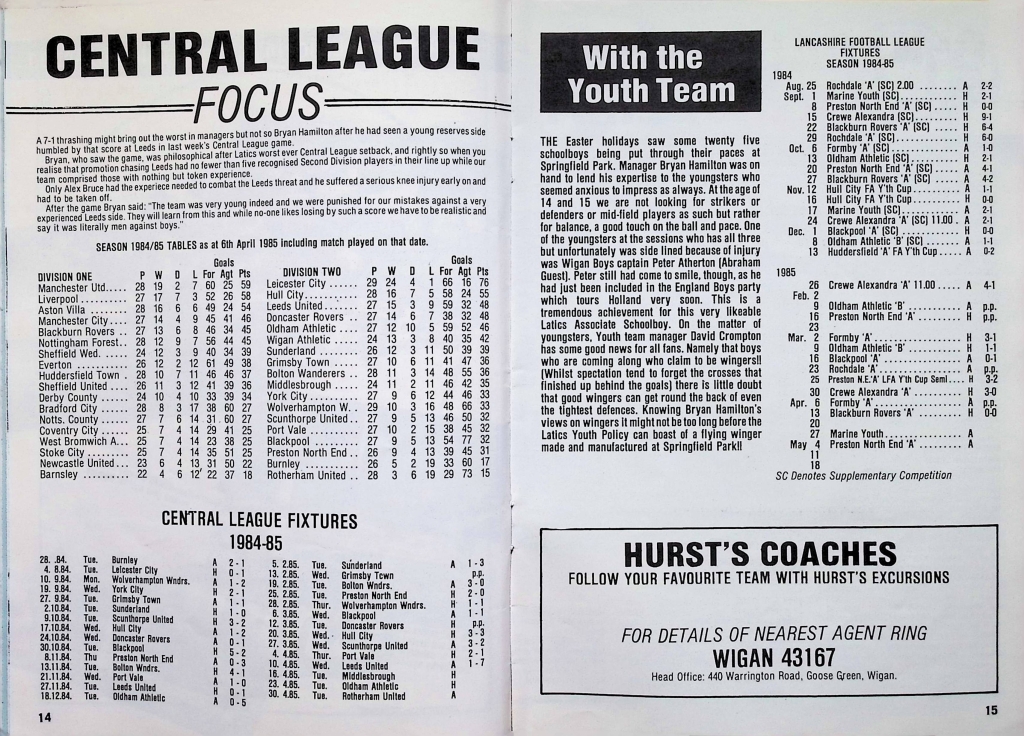 CENTRAL LEAGUE
FOCUS
A 7-1 thrashing might bring out the worst in managers but not so Bryan Hamilton after he had seen a young reserves side
humbled by that score at Leeds in last week's Central League game.
Bryan, who saw the game, was philosophical after Latics worst ever Central League setback, and rightly so when you
realise that promotion chasing Leeds had no fewer than five recognised Second Division players in their line up while our
team comprised those with nothing but token experience.
Only Alex Bruce had the experiece needed to combat the Leeds threat and he suffered a serious knee injury early on and
had to be taken off.
After the game Bryan said: "The team was very young indeed and we were punished for our mistakes against a very
experienced Leeds side. They will learn from this and while no-one likes losing by such a score we have to be realistic and
say it was literally men against boys."
SEASON 1984/85 TABLES as at 6th April 1985 including match played on that date.
Goals
DIVISION ONE P W D L For Agt Pts
Manchester Utd..... 28 19 2 7 60 25 59
Liverpool .......... 27 17 7 3 52 26 58
Aston Villa ........ 28 16 6 6 49 24 54
Manchester City.... 27 14 4 9 45 41 46
Blackburn Rovers .. 27 13 6 8 46 34 45
Nottingham Forest.. 28 12 9 7 56 44 45
Sheffield Wed. ..... 24 12 3 9 40 34 39
Everton ............ 26 12 2 12 61 49 38
Huddersfield Town . 28 10 7 11 46 46 37
Sheffield United .... 26 11 3 12 41 39 36
Derby County ...... 24 10 4 10 33 39 34
Bradford City ...... 28 8 3 17 38 60 27
Notts. County ...... 27 7 6 14 31 60 27
Coventry City ...... 25 7 4 14 29 41 25
West Bromwich A... 25 7 4 14 23 38 25
Stoke City .......... 25 7 4 14 35 51 25
Newcastle United... 23 6 4 13 31 50 22
Barnsley .......... 22 4 6 12 22 37 18
Goals
DIVISION TWO P W D L For Agt Pts
Leicester City ..... 29 24 4 1 66 16 76
Hull City........... 28 16 7 5 58 24 55
Leeds United...... 27 15 3 9 59 32 48
Doncaster Rovers .. 27 14 6 7 38 32 48
Oldham Athletic .... 27 12 10 5 59 52 46
Wigan Athletic .... 24 13 3 8 40 35 42
Sunderland ........ 26 12 3 11 50 39 39
Grimsby Town ..... 27 10 6 11 41 47 36
Bolton Wanderers .. 28 11 3 14 48 55 36
Middlesbrough .... 24 11 2 11 46 42 35
York City .......... 27 9 6 12 44 46 33
Wolverhampton W. . 29 10 3 16 48 66 33
Scunthorpe United .. 27 9 5 13 46 50 32
Port Vale .......... 27 10 2 15 38 45 32
Blackpool .......... 27 9 5 13 54 77 32
Preston North End .. 26 9 4 13 39 45 31
Burnley ............ 26 5 2 19 33 60 17
Rotherham United .. 28 3 6 19 29 73 15
CENTRAL LEAGUE FIXTURES
1984-85
28. .84. Tue. Burnley A 2-1
4. 8.84. Tue. Leicester City H 0-1
10. 9.84. Mon. Wolverhampton Wndrs. A 1-2
19. 9.84. Wed. York City H 2-1
27. 9.84. Tue. Grimsby Town A 1-1
2.10.84. Tue. Sunderland H 1-0
9.10.84. Tue. Scunthorpe United H 3-2
17.10.84. Wed. Hull City A 1-2
24.10.84. Wed. Doncaster Rovers A 0-1
30.10.84. Tue. Blackpool H 5-2
8.11.84 Thu Preston North End A 0-3
13.11.84. Tue. Bolton Wndrs. H 4-1
21.11.84. Wed. Port Vale A 1-0
27.11.84. Tue. Leeds United H 0-1
18.12.84. Tue. Oldham Athletic A 0-5
5. 2.85. Tue. Sunderland A 1-3
13. 2.85. Wed. Grimsby Town p.p.
19. 2.85. Tue. Bolton Wndrs. A 3-0
25. 2.85. Tue. Preston North End H 2-0
28. 2.85. Thur. Wolverhampton Wndrs. H 1-1
6. 3.85. Wed. Blackpool A 1-1
12. 3.85. Tue. Doncaster Rovers H p.p.
20. 3.85. Wed. Hull City H 3-3
27. 3.85. Wed. Scunthorpe United A 3-2
4. 4.85. Thur. Port Vale H 2-1
10. 4.85. Wed. Leeds United A 1-7
16. 4.85. Tue. Middlesbrough H
23. 4.85. Tue. Oldham Athletic H
30. 4.85. Tue. Rotherham United A
14
With the
Youth Team
THE Easter holidays saw some twenty five
schoolboys being put through their paces at
Springfield Park. Manager Bryan Hamilton was on
hand to lend his expertise to the youngsters who
seemed anxious to impress as always. At the age of
14 and 15 we are not looking for strikers or
defenders or mid-field players as such but rather
for balance, a good touch on the ball and pace. One
of the youngsters at the sessions who has all three
but unfortunately was side lined because of injury
was Wigan Boys captain Peter Atherton (Abraham
Guest). Peter still had come to smile, though, as he
had just been included in the England Boys party
which tours Holland very soon. This is a
tremendous achievement for this very likeable
Latics Associate Schoolboy. On the matter of
youngsters, Youth team manager David Crompton
has some good news for all fans. Namely that boys
who are coming along who claim to be wingers!!
(Whilst spectation tend to forget the crosses that
finished up behind the goals) there is little doubt
that good wingers can get round the back of even
the tightest defences. Knowing Bryan Hamilton's
views on wingers it might not be too long before the
Latics Youth Policy can boast of a flying winger
made and manufactured at Springfield Park!!
LANCASHIRE FOOTBALL LEAGUE
FIXTURES
SEASON 1984-85
1984
Aug. 25 Rochdale 'A' (SC) 2.00 ........ A 2-2
Sept. 1 Marine Youth (SC)............ H 2-1
8 Preston North End 'A' (SC) ..... H 0-0
15 Crewe Alexandra (SC) ......... H 9-1
22 Blackburn Rovers 'A' (SC) ..... H 6-4
29 Rochdale 'A' (SC) ............ H 6-0
Oct. 6 Formby 'A' (SC) .............. A 1-0
13 Oldham Athletic (SC).......... H 2-1
20 Preston North End 'A' (SC) ..... A 4-1
27 Blackburn Rovers 'A' (SC) ..... A 4-2
Nov. 12 Hull City FA Y'th Cup.......... A 1-1
16 Hull City FA Y'th Cup.......... H 0-0
17 Marine Youth (SC)............ A 2-1
24 Crewe Alexandra (SC) 11.00 . A 2-1
Dec. 1 Blackpool 'A' (SC) ............ H 0-0
8 Oldham Athletic 'B' (SC) ...... A 1-1
13 Huddersfield 'A' FA Y'th Cup.... A 0-2
1985
26 Crewe Alexandra 'A' 11.00 ..... A 4-1
Feb. 2
9 Oldham Athletic 'B' ........... A p.p.
16 Preston North End 'A' ......... H p.p.
23
Mar. 2 Formby 'A' .................. H 3-1
9 Oldham Athletic 'B' ........... H 1-1
16 Blackpool 'A' ................ A 0-1
23 Rochdale 'A' ................ A p.p.
25 Preston N.E.'A' LFA Y'th Cup Semi .... H 3-2
30 Crewe Alexandra 'A' .......... H 3-0
Apr. 6 Formby 'A' .................. A p.p.
13 Blackburn Rovers 'A' ......... H 0-0
20
27 Marine Youth................ A
May 4 Preston North End 'A' ......... A
11
18
SC Denotes Supplementary Competition
HURST'S COACHES
FOLLOW YOUR FAVOURITE TEAM WITH HURST'S EXCURSIONS
FOR DETAILS OF NEAREST AGENT RING
WIGAN 43167
Head Office: 440 Warrington Road, Goose Green, Wigan.
15